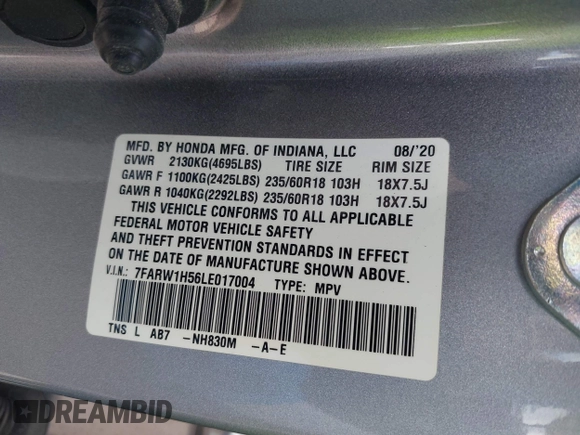 MFD. BY HONDA MFG. OF INDIANA, LLC 08/'20
GVWR 2130KG(4695LBS) TIRE SIZE RIM SIZE
GAWR F 1100KG(2425LBS) 235/60R18 103H 18X7.5J
GAWR R 1040KG(2292LBS) 235/60R18 103H 18X7.5J
THIS VEHICLE CONFORMS TO ALL APPLICABLE
FEDERAL MOTOR VEHICLE SAFETY
AND THEFT PREVENTION STANDARDS IN EFFECT
ON THE DATE OF MANUFACTURE SHOWN ABOVE.
V.I.N.: 7FARW1H56LE017004 TYPE: MPV
TNS L AB7 -NH830M -A-E
DREAMBID